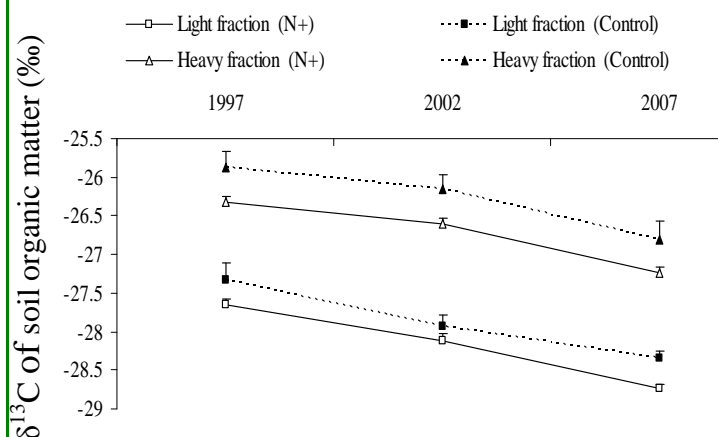 Light fraction (N+) Light fraction (Control)
Heavy fraction (N+) Heavy fraction (Control)
1997 2002 2007
δ¹³C of soil organic matter (‰)
-25.5
-26
-26.5
-27
-27.5
-28
-28.5
-29